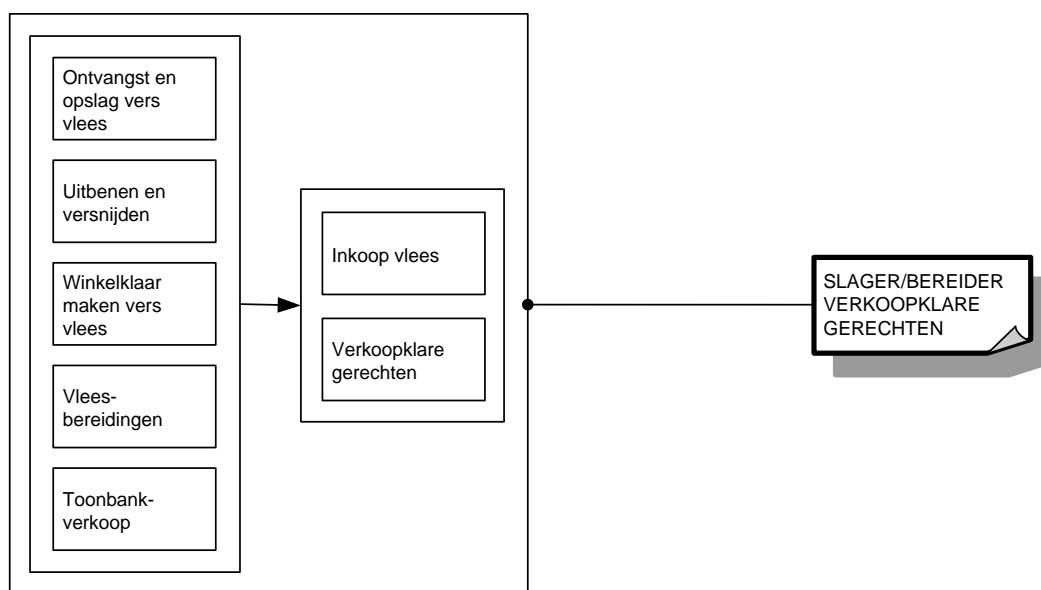 Ontvangst en
opslag vers
vlees
Uitbenen en
versnijden
Winkelklaar
maken vers
vlees
Vlees-
bereidingen
Toonbank-
verkoop
Inkoop vlees
Verkoopklare
gerechten
SLAGER/BEREIDER
VERKOOPKLARE
GERECHTEN